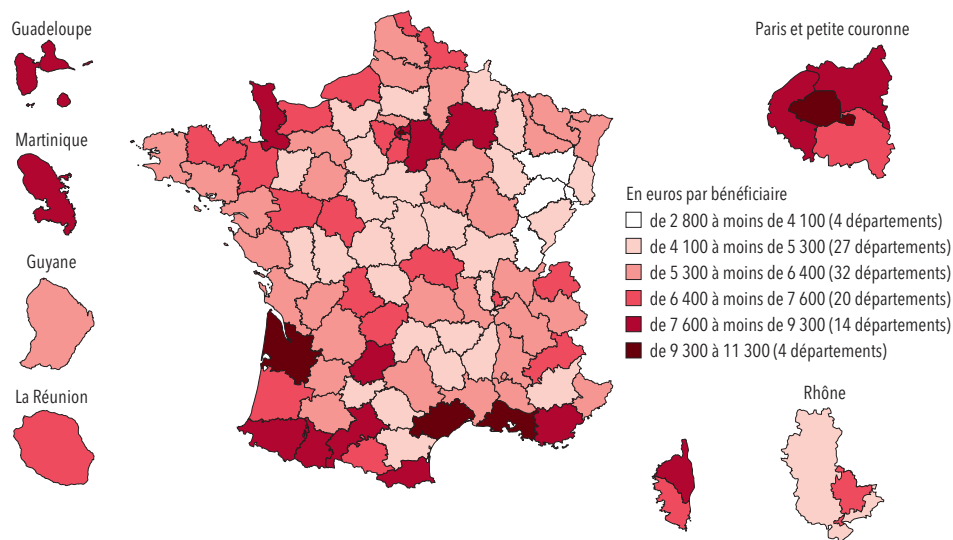 Guadeloupe
Martinique
Guyane
La Réunion
Paris et petite couronne
En euros par bénéficiaire
de 2 800 à moins de 4 100 (4 départements)
de 4 100 à moins de 5 300 (27 départements)
de 5 300 à moins de 6 400 (32 départements)
de 6 400 à moins de 7 600 (20 départements)
de 7 600 à moins de 9 300 (14 départements)
de 9 300 à 11 300 (4 départements)
Rhône